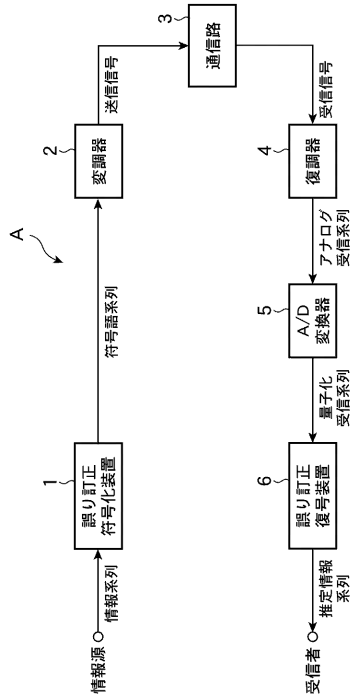 A
情報源
情報系列
1
誤り訂正
符号化装置
符号語系列
2
変調器
送信信号
3
通信路
受信信号
4
復調器
アナログ
受信系列
5
A/D
変換器
量子化
受信系列
6
誤り訂正
復号装置
推定情報
系列
受信者